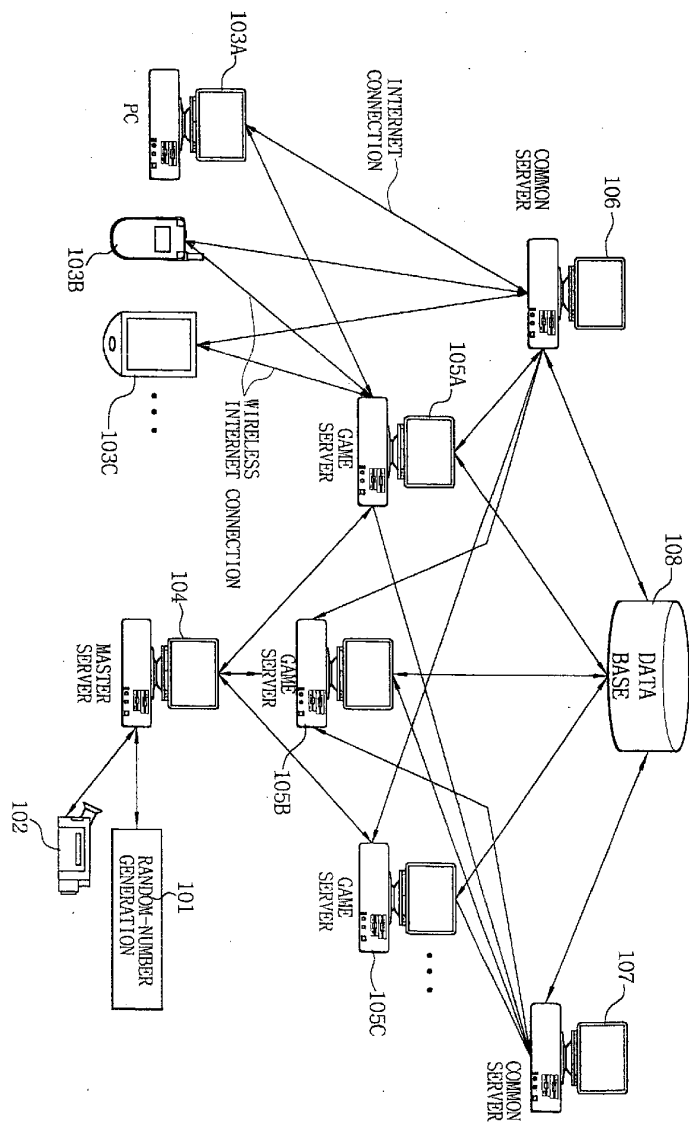 108
DATA
BASE
106
COMMON
SERVER
107
COMMON SERVER
INTERNET
CONNECTION
103A
PC
103B
103C
WIRELESS
INTERNET CONNECTION
105A
GAME
SERVER
105B
GAME SERVER
105C
GAME
SERVER
104
MASTER
SERVER
102
101
RANDOM-NUMBER
GENERATION